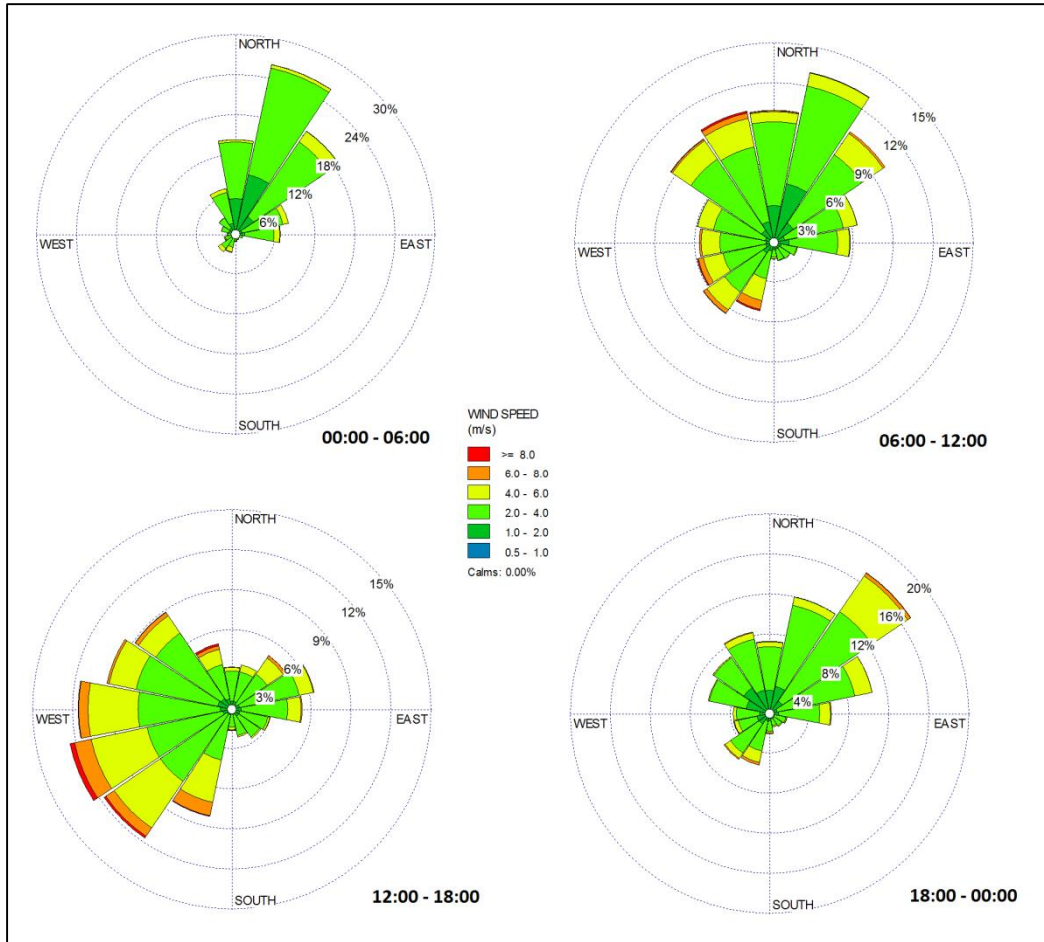 NORTH
30%
24%
18%
12%
6%
WEST
EAST
SOUTH
00:00 - 06:00
NORTH
15%
12%
9%
6%
3%
WEST
EAST
SOUTH
06:00 - 12:00
WIND SPEED
(m/s)
>= 8.0
6.0 - 8.0
4.0 - 6.0
2.0 - 4.0
1.0 - 2.0
0.5 - 1.0
Calms: 0.00%
NORTH
15%
12%
9%
6%
3%
WEST
EAST
SOUTH
12:00 - 18:00
NORTH
20%
16%
12%
8%
4%
WEST
EAST
SOUTH
18:00 - 00:00